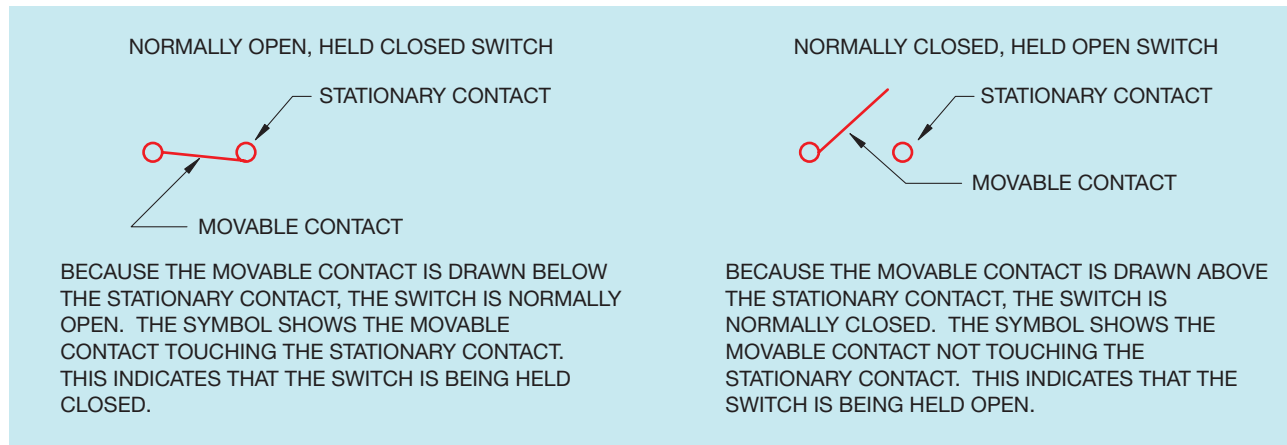 NORMALLY OPEN, HELD CLOSED SWITCH
STATIONARY CONTACT
MOVABLE CONTACT
BECAUSE THE MOVABLE CONTACT IS DRAWN BELOW
THE STATIONARY CONTACT, THE SWITCH IS NORMALLY
OPEN. THE SYMBOL SHOWS THE MOVABLE
CONTACT TOUCHING THE STATIONARY CONTACT.
THIS INDICATES THAT THE SWITCH IS BEING HELD
CLOSED.
NORMALLY CLOSED, HELD OPEN SWITCH
STATIONARY CONTACT
MOVABLE CONTACT
BECAUSE THE MOVABLE CONTACT IS DRAWN ABOVE
THE STATIONARY CONTACT, THE SWITCH IS
NORMALLY CLOSED. THE SYMBOL SHOWS THE
MOVABLE CONTACT NOT TOUCHING THE
STATIONARY CONTACT. THIS INDICATES THAT THE
SWITCH IS BEING HELD OPEN.